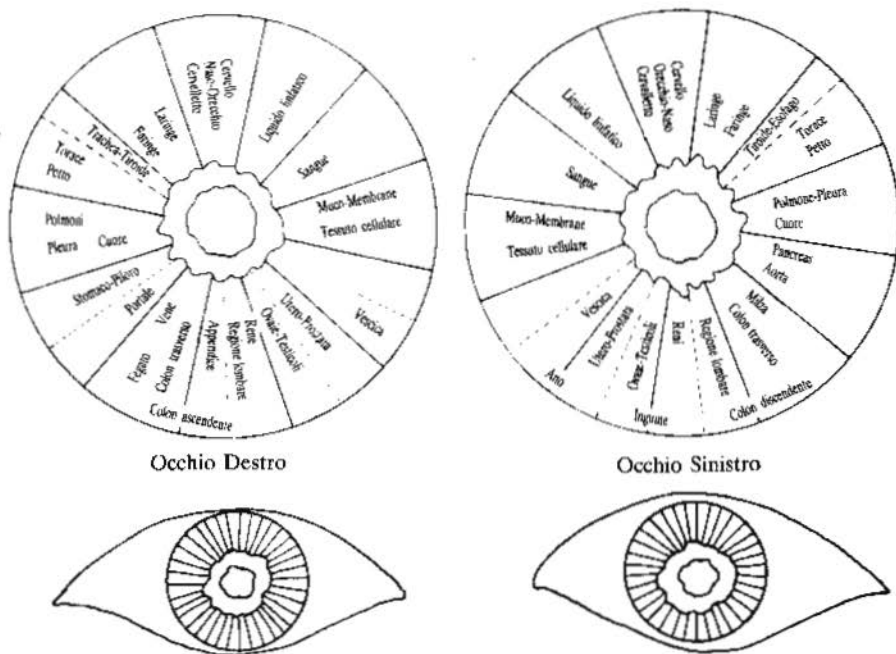 Cervello
Naso-Orecchio
Cervelletto
Liquido linfatico
Sangue
Muco-Membrane
Tessuto cellulare
Vescica
Utero-Prostata
Ovaie-Testicoli
Rene
Regione lombare
Appendice
Colon ascendente
Colon trasverso
Fegato
Vene
Portale
Stomaco-Piloro
Pleura
Cuore
Polmoni
Petto
Torace
Trachea-Tiroide
Faringe
Laringe
Occhio Destro
Cervello
Orecchio-Naso
Cervelletto
Laringe
Faringe
Tiroide-Esofago
Torace
Petto
Polmone-Pleura
Cuore
Pancreas
Aorta
Milza
Colon trasverso
Colon discendente
Regione lombare
Reni
Inguine
Ovaie-Testicoli
Utero-Prostata
Ano
Vescica
Tessuto cellulare
Muco-Membrane
Sangue
Liquido linfatico
Occhio Sinistro